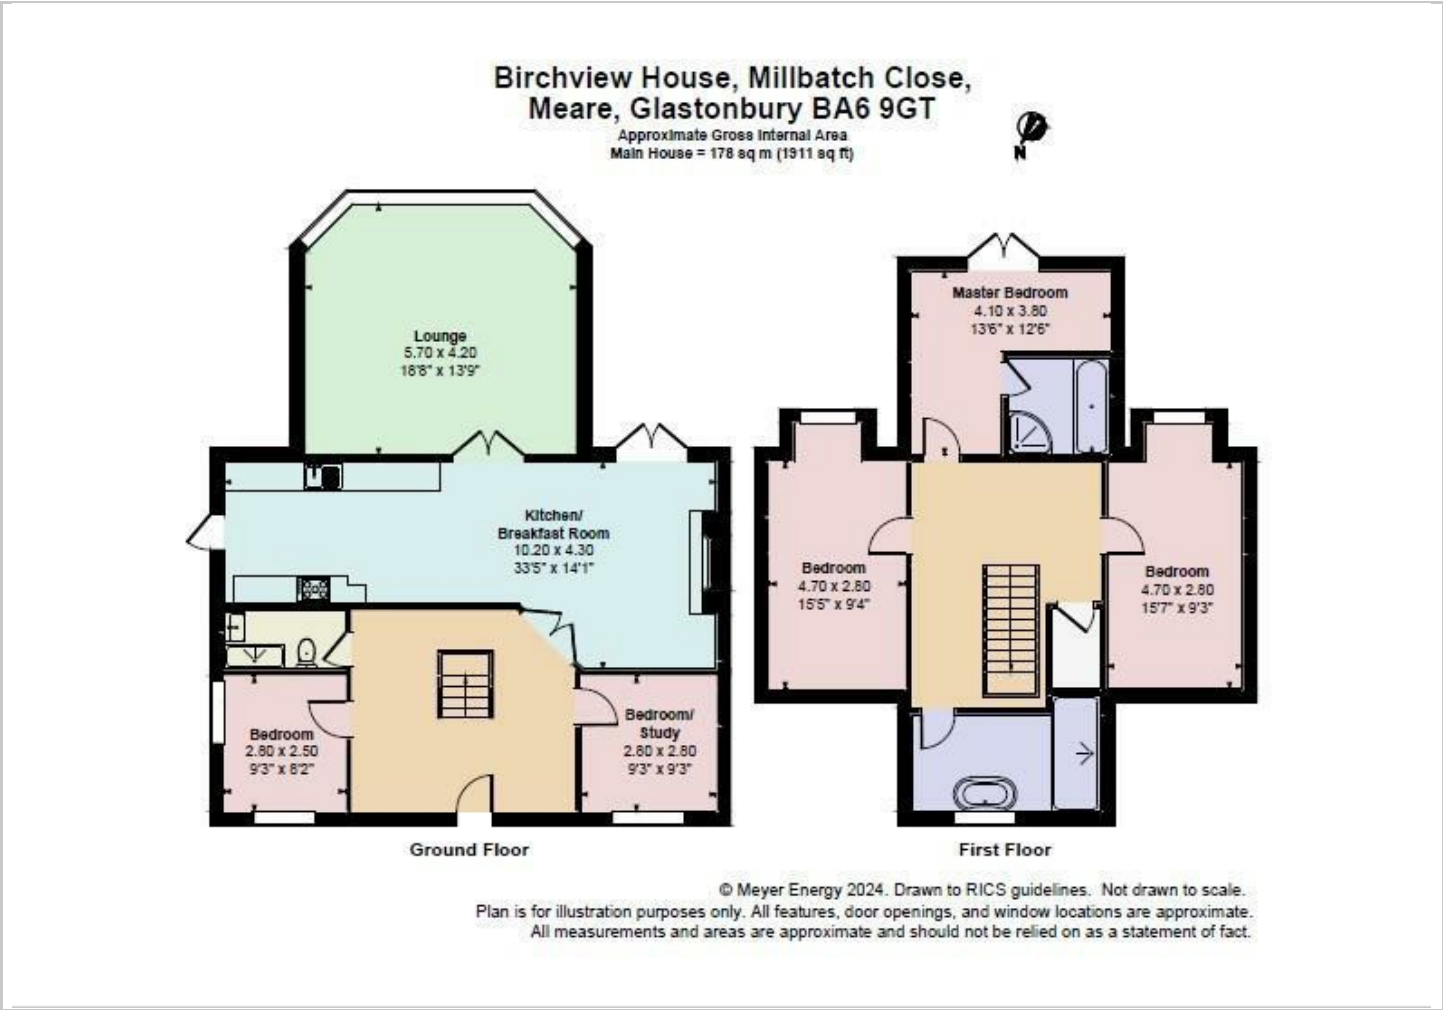 Birchview House, Millbatch Close,
Meare, Glastonbury BA6 9GT
Approximate Gross Internal Area
Main House = 178 sq m (1911 sq ft)
N
Lounge
5.70 x 4.20
18'8" x 13'9"
Kitchen/
Breakfast Room
10.20 x 4.30
33'5" x 14'1"
Bedroom
2.80 x 2.50
9'3" x 8'2"
Bedroom/
Study
2.80 x 2.80
9'3" x 9'3"
Ground Floor
Master Bedroom
4.10 x 3.80
13'6" x 12'6"
Bedroom
4.70 x 2.80
15'5" x 9'4"
Bedroom
4.70 x 2.80
15'7" x 9'3"
First Floor
© Meyer Energy 2024. Drawn to RICS guidelines. Not drawn to scale.
Plan is for illustration purposes only. All features, door openings, and window locations are approximate.
All measurements and areas are approximate and should not be relied on as a statement of fact.